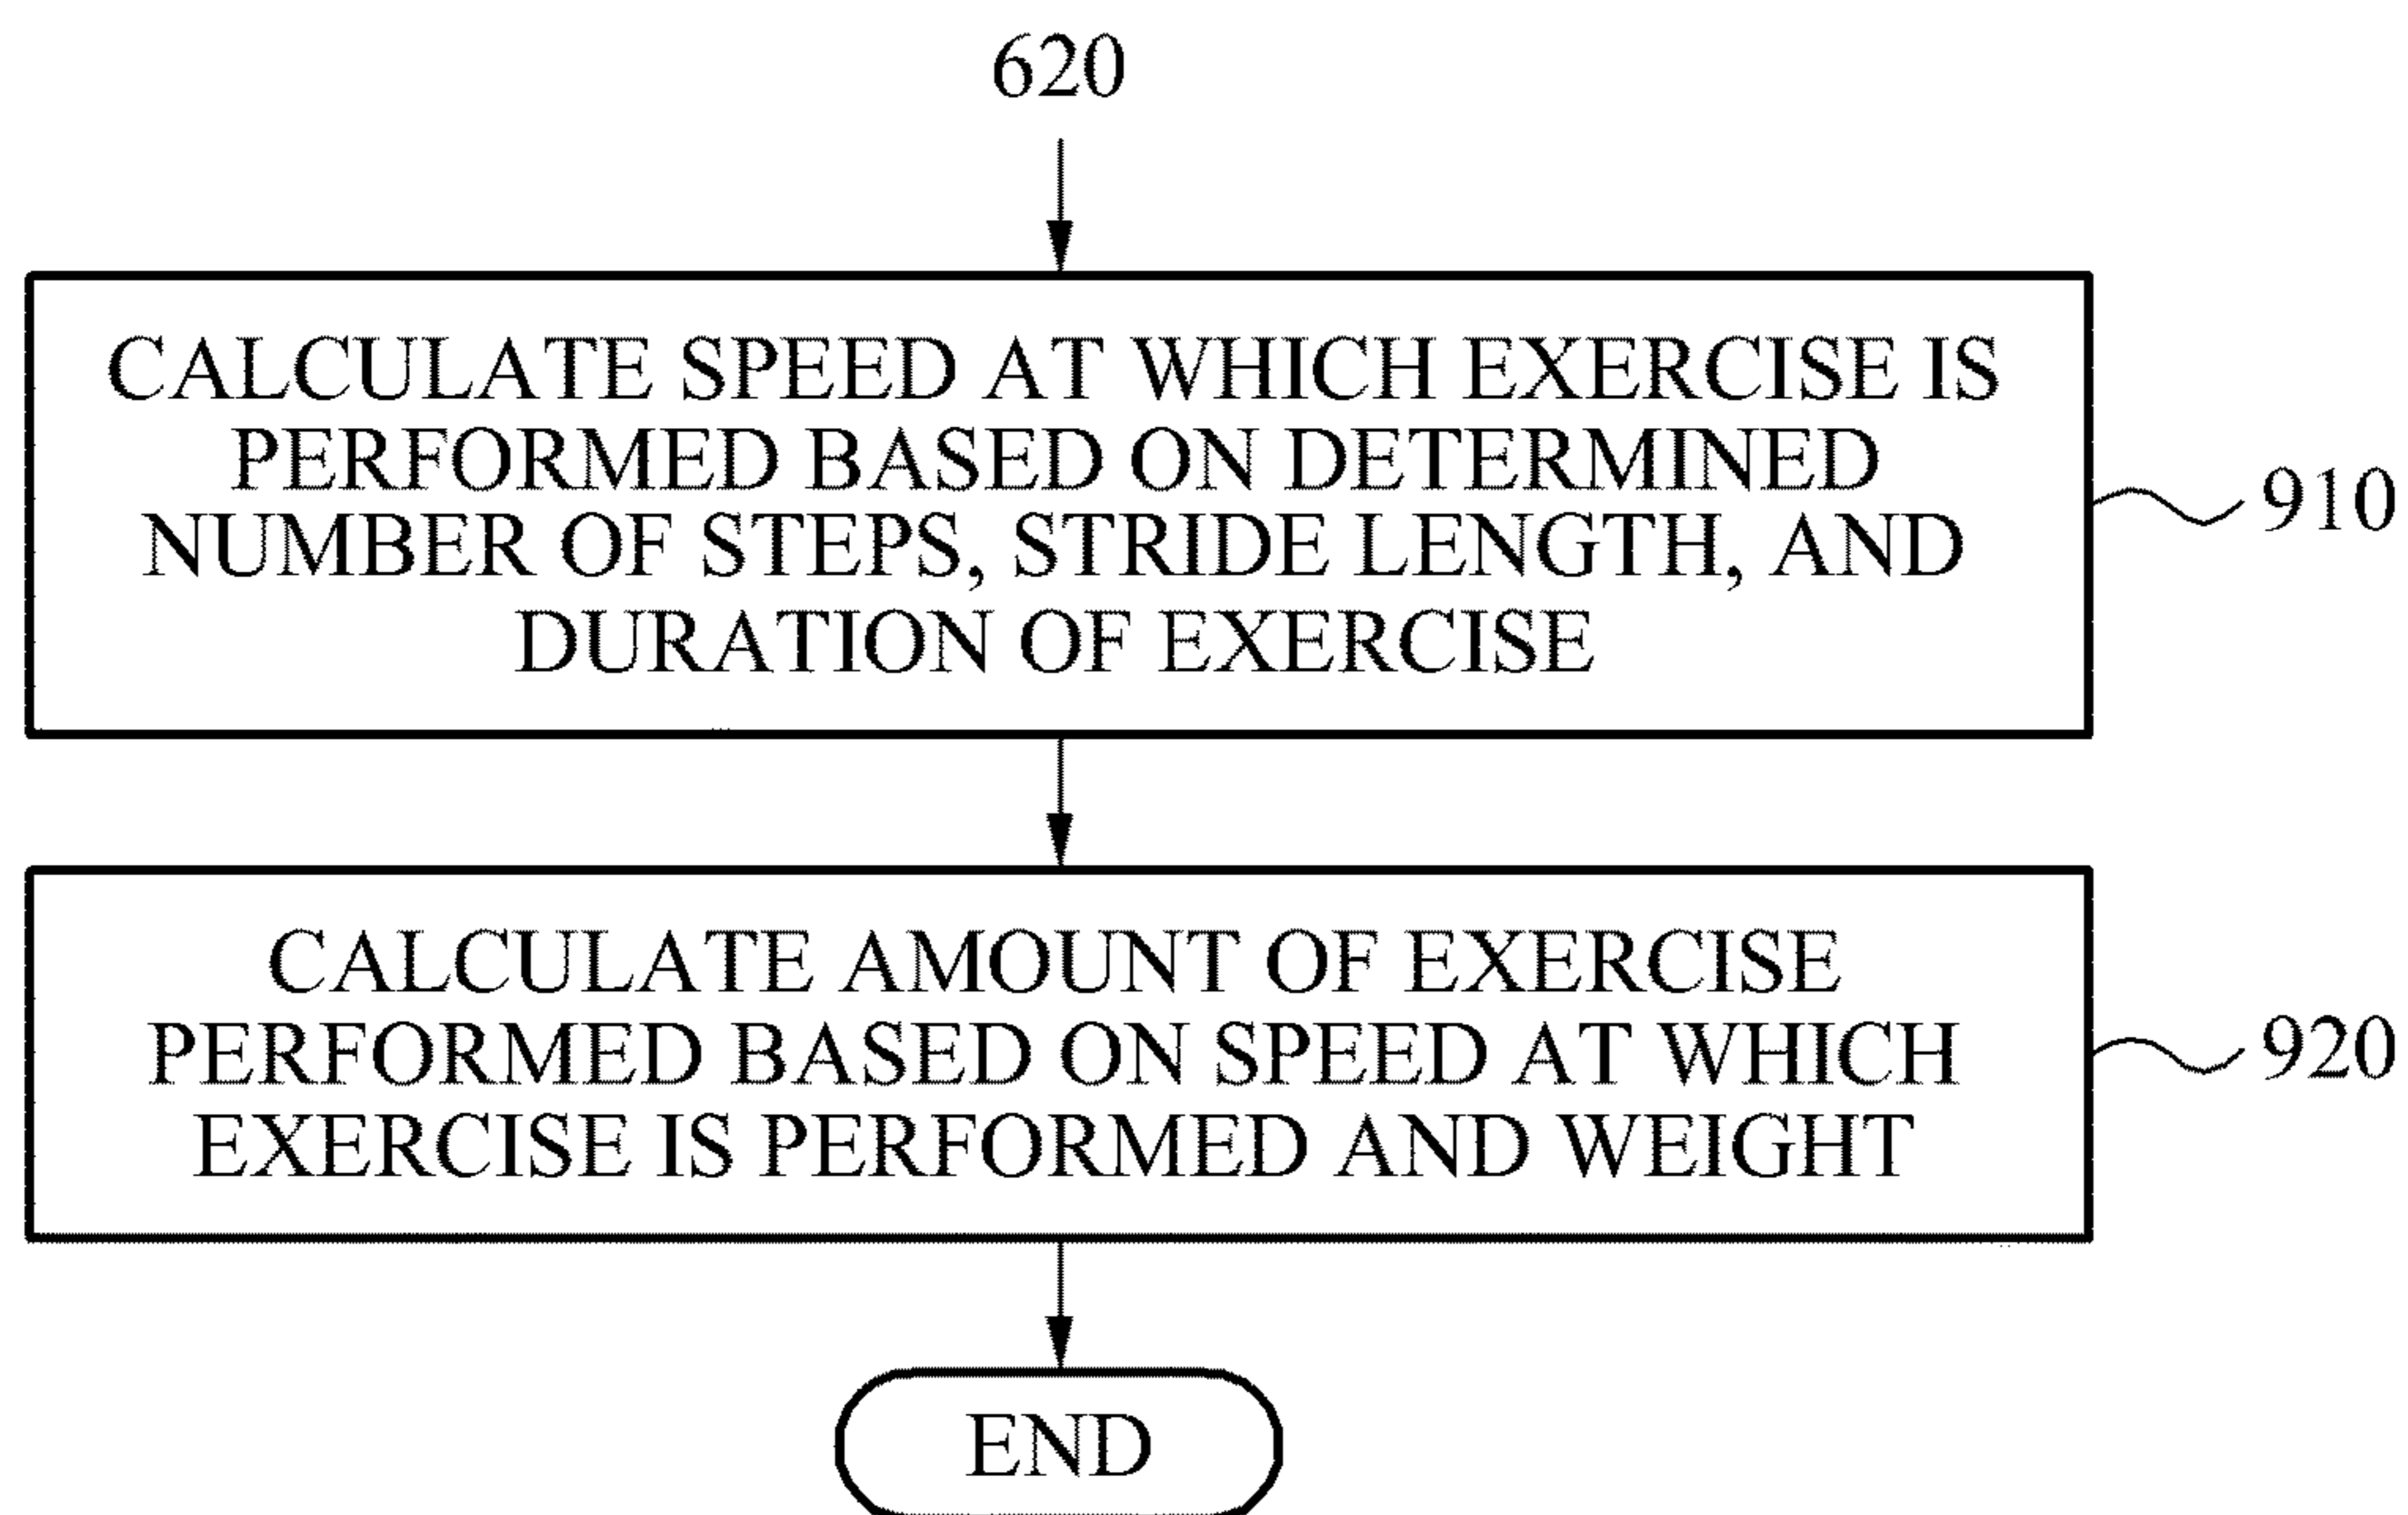 620
CALCULATE SPEED AT WHICH EXERCISE IS
PERFORMED BASED ON DETERMINED
NUMBER OF STEPS, STRIDE LENGTH, AND
DURATION OF EXERCISE
910
CALCULATE AMOUNT OF EXERCISE
PERFORMED BASED ON SPEED AT WHICH
EXERCISE IS PERFORMED AND WEIGHT
920
END